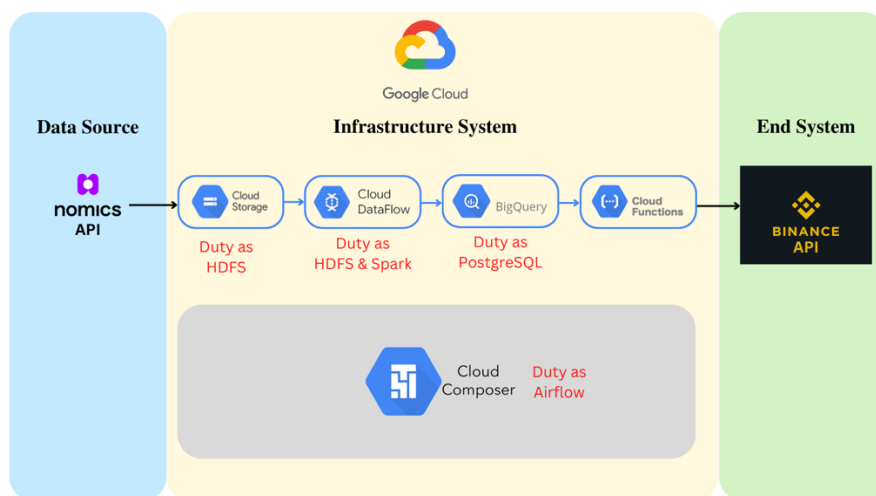 Google Cloud
Data Source
Infrastructure System
End System
nomics
API
Cloud
Storage
Cloud
DataFlow
BigQuery
Cloud
Functions
BINANCE
API
Duty as
HDFS
Duty as
HDFS & Spark
Duty as
PostgreSQL
Cloud
Composer
Duty as
Airflow